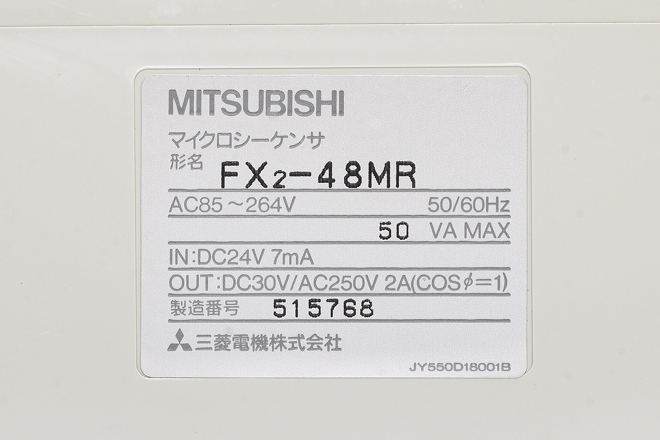 MITSUBISHI
マイクロシーケンサ
形名 FX2-48MR
AC85～264V 50/60Hz
50 VA MAX
IN:DC24V 7mA
OUT:DC30V/AC250V 2A(COSφ=1)
製造番号 515768
三菱電機株式会社
JY550D18001B